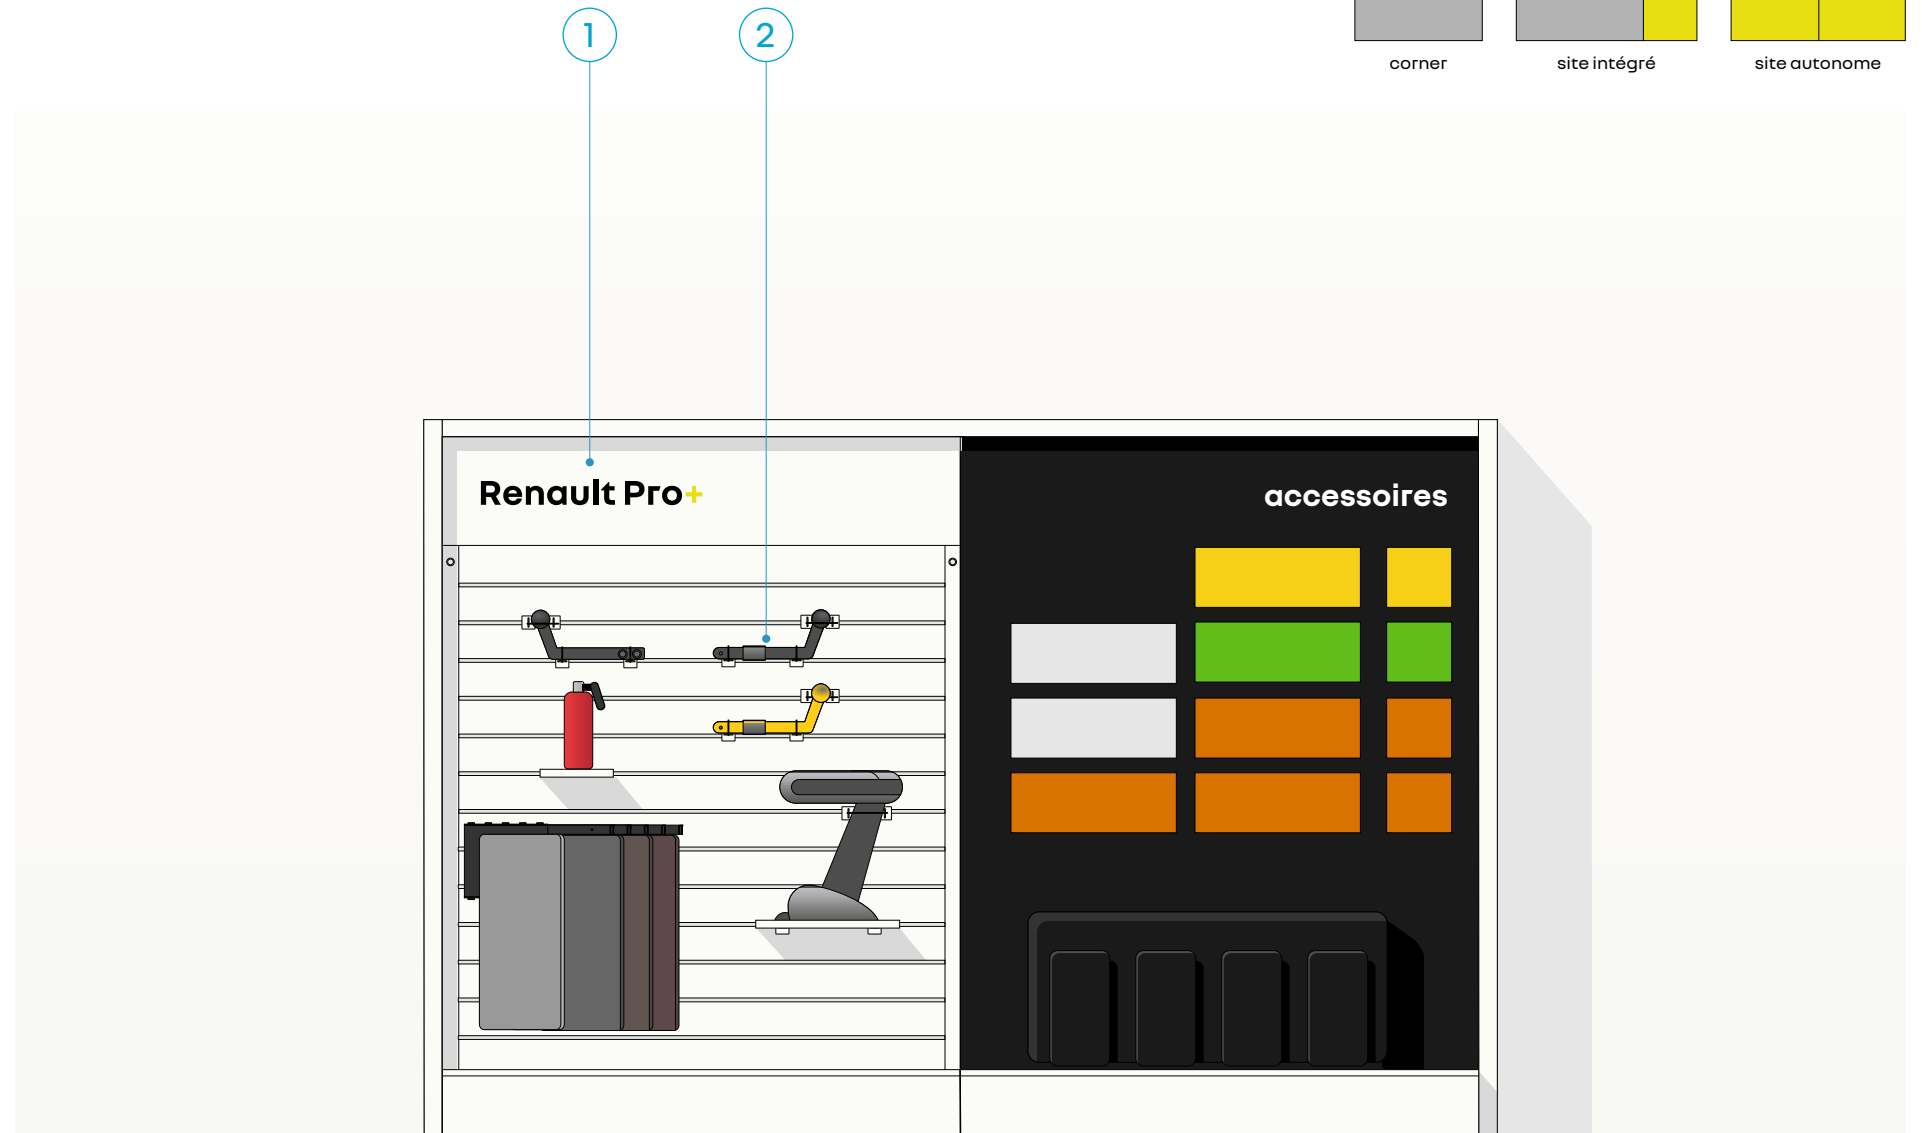 1
2
corner
site intégré
site autonome
Renault Pro+
accessoires